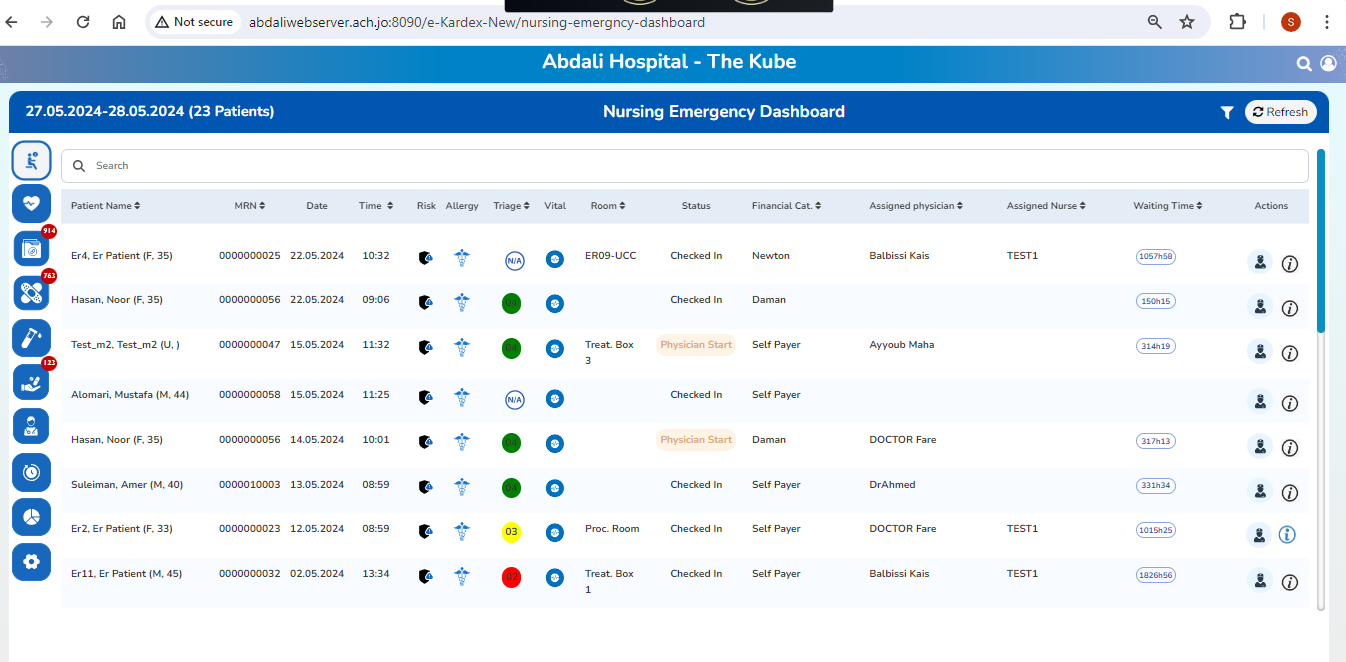 Not secure abdaliwebserver.ach.jo:8090/e-Kardex-New/nursing-emergncy-dashboard S
Abdali Hospital - The Kube
27.05.2024-28.05.2024 (23 Patients) Nursing Emergency Dashboard Refresh
Search
Patient Name MRN Date Time Risk Allergy Triage Vital Room Status Financial Cat. Assigned physician Assigned Nurse Waiting Time Actions
914
763
123
Er4, Er Patient (F, 35) 0000000025 22.05.2024 10:32 N/A ER09-UCC Checked In Newton Balbissi Kais TEST1 1057h58
Hasan, Noor (F, 35) 0000000056 22.05.2024 09:06 04 Checked In Daman 150h15
Test_m2, Test_m2 (U, ) 0000000047 15.05.2024 11:32 04 Treat. Box Physician Start Self Payer Ayyoub Maha 314h19
3
Alomari, Mustafa (M, 44) 0000000058 15.05.2024 11:25 N/A Checked In Self Payer
Hasan, Noor (F, 35) 0000000056 14.05.2024 10:01 04 Physician Start Daman DOCTOR Fare 317h13
Suleiman, Amer (M, 40) 0000010003 13.05.2024 08:59 04 Checked In Self Payer DrAhmed 331h34
Er2, Er Patient (F, 33) 0000000023 12.05.2024 08:59 03 Proc. Room Checked In Self Payer DOCTOR Fare TEST1 1015h25
Er11, Er Patient (M, 45) 0000000032 02.05.2024 13:34 02 Treat. Box Checked In Self Payer Balbissi Kais TEST1 1826h56
1